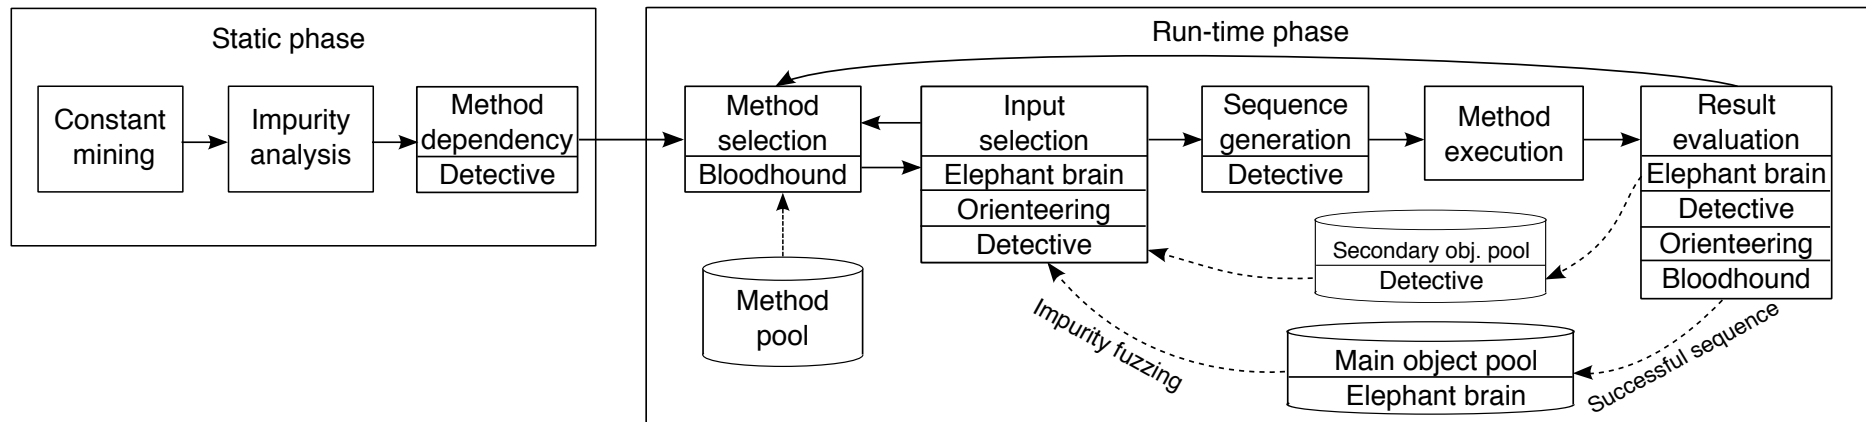 Static phase
Constant
mining
Impurity
analysis
Method
dependency
Detective
Run-time phase
Method
selection
Bloodhound
Method
pool
Input
selection
Elephant brain
Orienteering
Detective
Sequence
generation
Detective
Method
execution
Result
evaluation
Elephant brain
Detective
Orienteering
Bloodhound
Secondary obj. pool
Detective
Main object pool
Elephant brain
Impurity fuzzing
Successful sequence